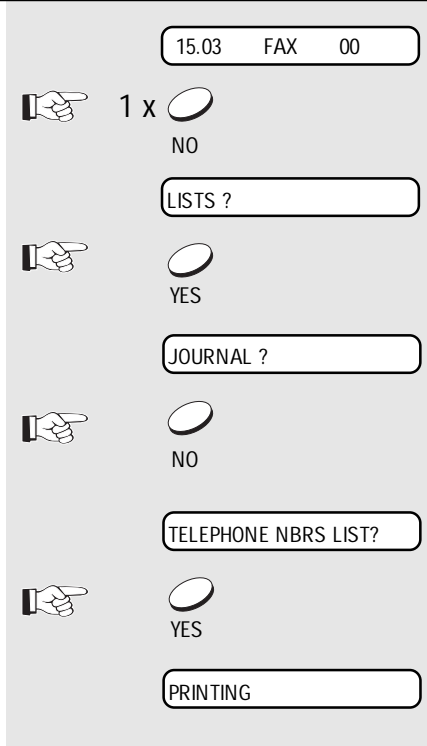 15.03 FAX 00
1 x
NO
LISTS ?
YES
JOURNAL ?
NO
TELEPHONE NBRS LIST?
YES
PRINTING